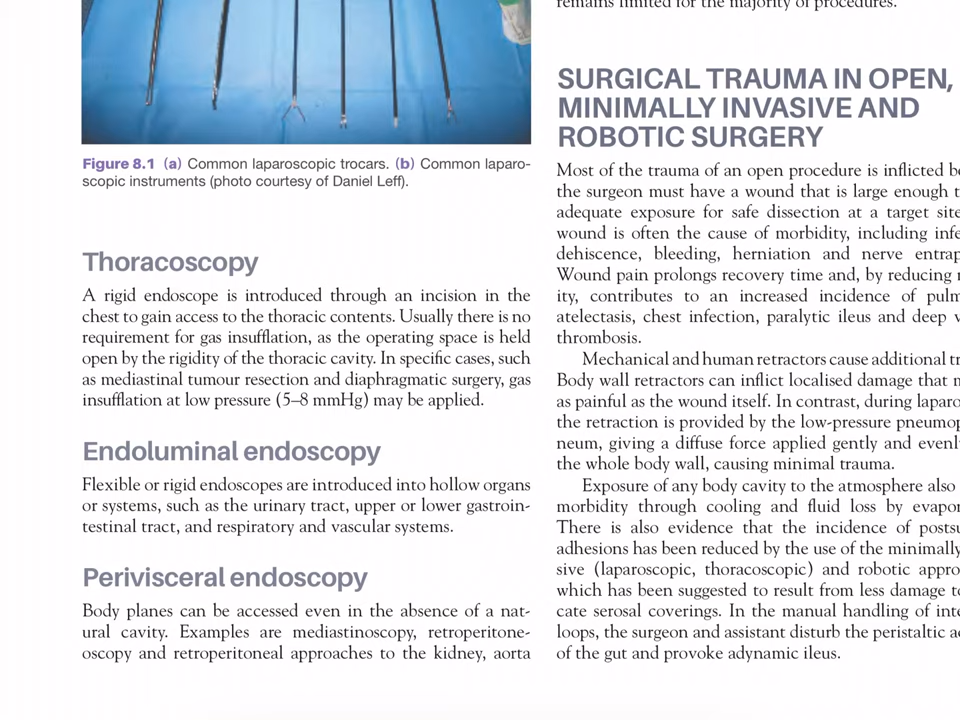 Figure 8.1 (a) Common laparoscopic trocars. (b) Common laparo-
scopic instruments (photo courtesy of Daniel Leff).
Thoracoscopy
A rigid endoscope is introduced through an incision in the
chest to gain access to the thoracic contents. Usually there is no
requirement for gas insufflation, as the operating space is held
open by the rigidity of the thoracic cavity. In specific cases, such
as mediastinal tumour resection and diaphragmatic surgery, gas
insufflation at low pressure (5–8 mmHg) may be applied.
Endoluminal endoscopy
Flexible or rigid endoscopes are introduced into hollow organs
or systems, such as the urinary tract, upper or lower gastroin-
testinal tract, and respiratory and vascular systems.
Perivisceral endoscopy
Body planes can be accessed even in the absence of a nat-
ural cavity. Examples are mediastinoscopy, retroperitone-
oscopy and retroperitoneal approaches to the kidney, aorta
remains limited for the majority of procedures.
SURGICAL TRAUMA IN OPEN,
MINIMALLY INVASIVE AND
ROBOTIC SURGERY
Most of the trauma of an open procedure is inflicted
the surgeon must have a wound that is large enough
adequate exposure for safe dissection at a target site
wound is often the cause of morbidity, including
dehiscence, bleeding, herniation and nerve
Wound pain prolongs recovery time and, by reducing
ity, contributes to an increased incidence of
atelectasis, chest infection, paralytic ileus and deep
thrombosis.
Mechanical and human retractors cause additional
Body wall retractors can inflict localised damage that
as painful as the wound itself. In contrast, during
the retraction is provided by the low-pressure
neum, giving a diffuse force applied gently and
the whole body wall, causing minimal trauma.
Exposure of any body cavity to the atmosphere also
morbidity through cooling and fluid loss by
There is also evidence that the incidence of
adhesions has been reduced by the use of the minimally
sive (laparoscopic, thoracoscopic) and robotic
which has been suggested to result from less damage
cate serosal coverings. In the manual handling of
loops, the surgeon and assistant disturb the peristaltic
of the gut and provoke adynamic ileus.